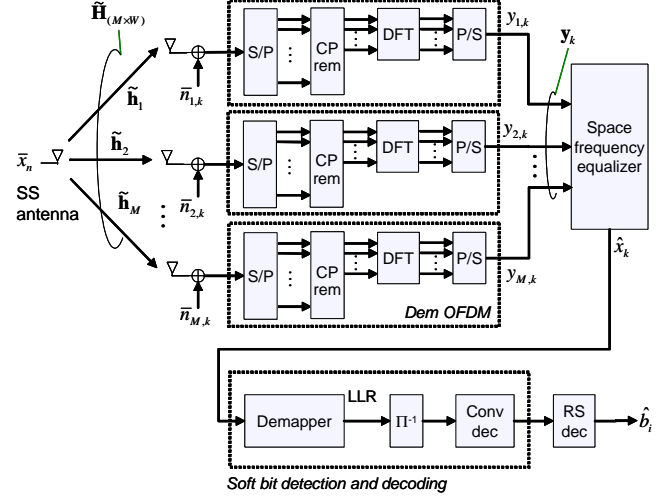 H̃(M×W)
S/P
CP
rem
DFT
P/S
y1,k
n̄1,k
h̃1
yk
x̄n
SS
antenna
h̃2
S/P
CP
rem
DFT
P/S
y2,k
n̄2,k
Space
frequency
equalizer
h̃M
S/P
CP
rem
DFT
P/S
yM,k
n̄M,k
Dem OFDM
x̂k
Demapper
LLR
Π-1
Conv
dec
RS
dec
b̂i
Soft bit detection and decoding